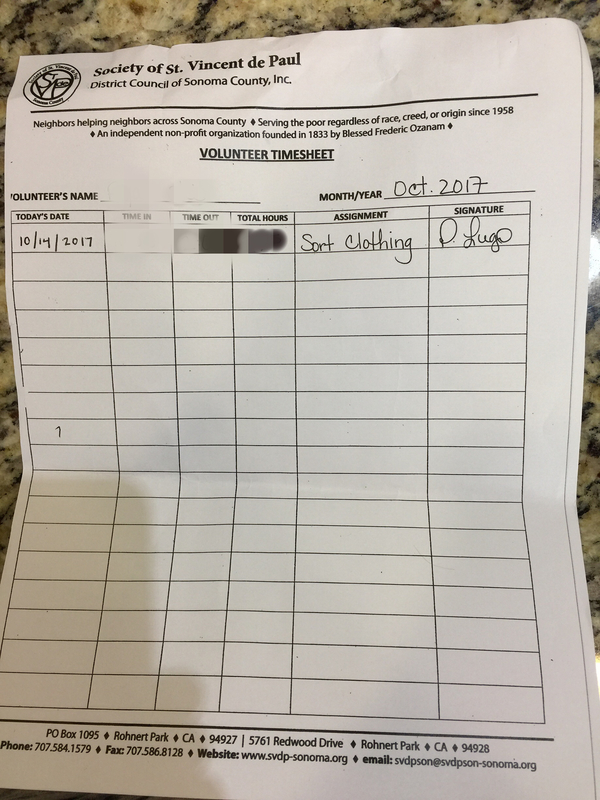 Society of St. Vincent de Paul
District Council of Sonoma County, Inc.
Neighbors helping neighbors across Sonoma County ♦ Serving the poor regardless of race, creed, or origin since 1958
♦ An independent non-profit organization founded in 1833 by Blessed Frederic Ozanam ♦
VOLUNTEER TIMESHEET
OLUNTEER'S NAME MONTH/YEAR Oct. 2017
TODAY'S DATE TIME IN TIME OUT TOTAL HOURS ASSIGNMENT SIGNATURE
10/14/2017 Sort Clothing P. Lugo
PO Box 1095 ♦ Rohnert Park ♦ CA ♦ 94927 | 5761 Redwood Drive ♦ Rohnert Park ♦ CA ♦ 94928
Phone: 707.584.1579 ♦ Fax: 707.586.8128 ♦ Website: www.svdp-sonoma.org ♦ email: svdpson@svdpson-sonoma.org